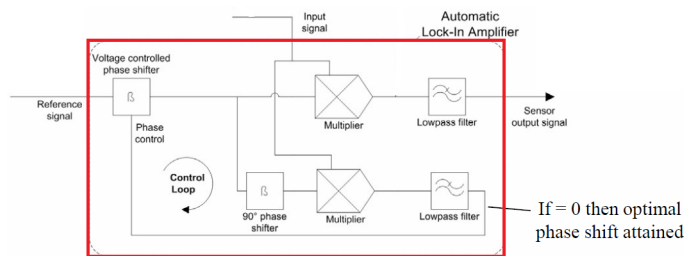 Input
signal
Automatic
Lock-In Amplifier
Voltage controlled
phase shifter
ß
Reference
signal
Phase
control
Multiplier
Lowpass filter
Sensor
output signal
Control
Loop
ß
90° phase
shifter
Multiplier
Lowpass filter
If = 0 then optimal
phase shift attained